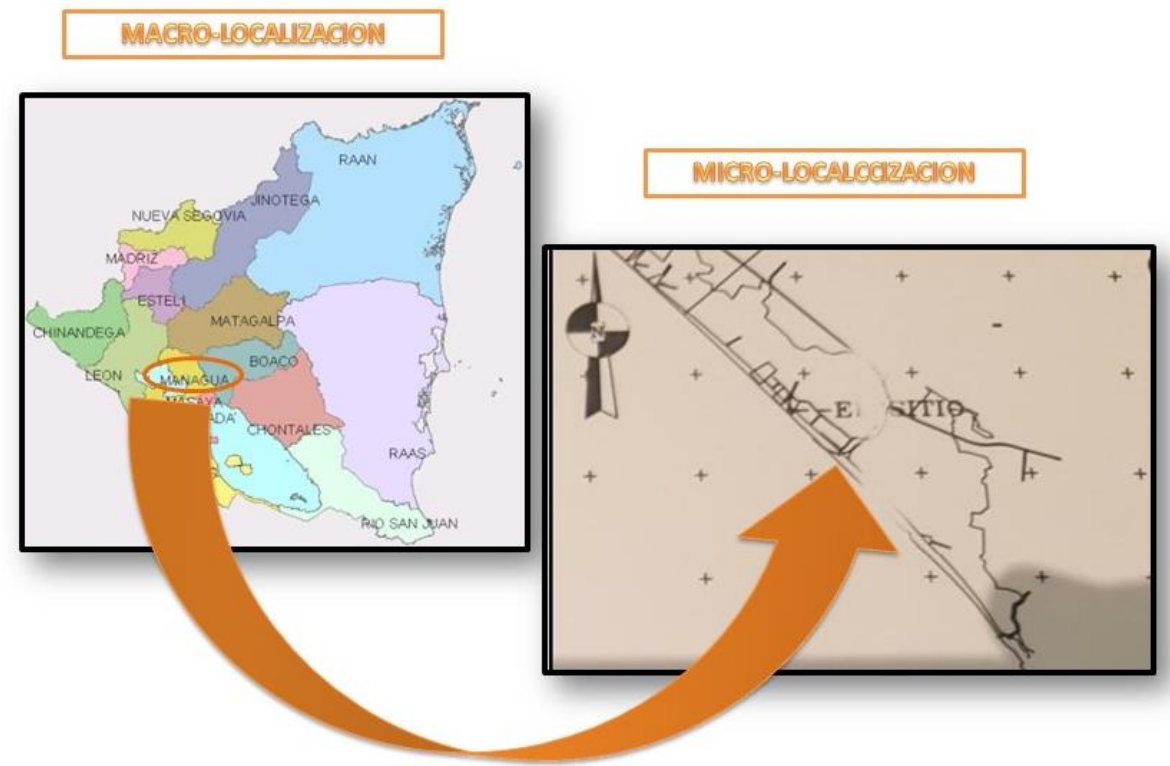 MACRO-LOCALIZACION
RAAN
JINOTEGA
NUEVA SEGOVIA
MADRIZ
ESTELI
MATAGALPA
CHINANDEGA
BOACO
LEON
MANAGUA
MASAYA
ADA
CHONTALES
RAAS
RIO SAN JUAN
MICRO-LOCALCCIZACION
N
SITIO